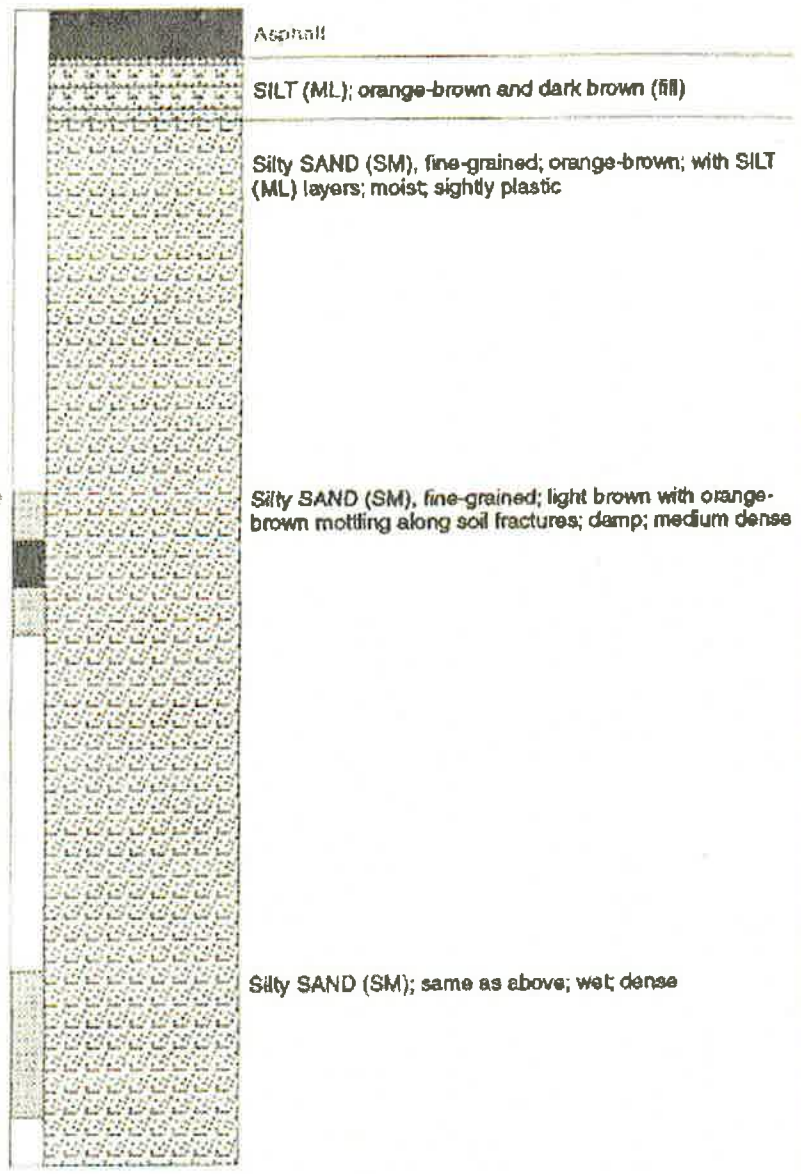 Asphalt
SILT (ML); orange-brown and dark brown (fill)
Silty SAND (SM), fine-grained; orange-brown; with SILT
(ML) layers; moist; sightly plastic
Silty SAND (SM), fine-grained; light brown with orange-
brown mottling along soil fractures; damp; medium dense
Silty SAND (SM); same as above; wet; dense